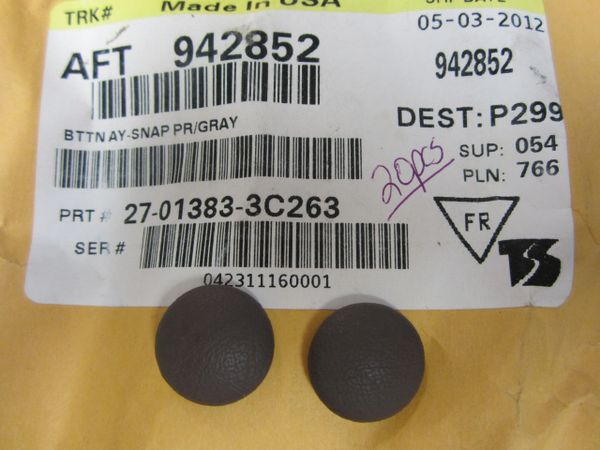 TRK#
Made In USA
05-03-2012
AFT 942852
942852
BTTN AY-SNAP PR/GRAY
DEST: P299
SUP: 054
PLN: 766
20pcs
PRT # 27-01383-3C263
FR
SER #
TSS
042311160001